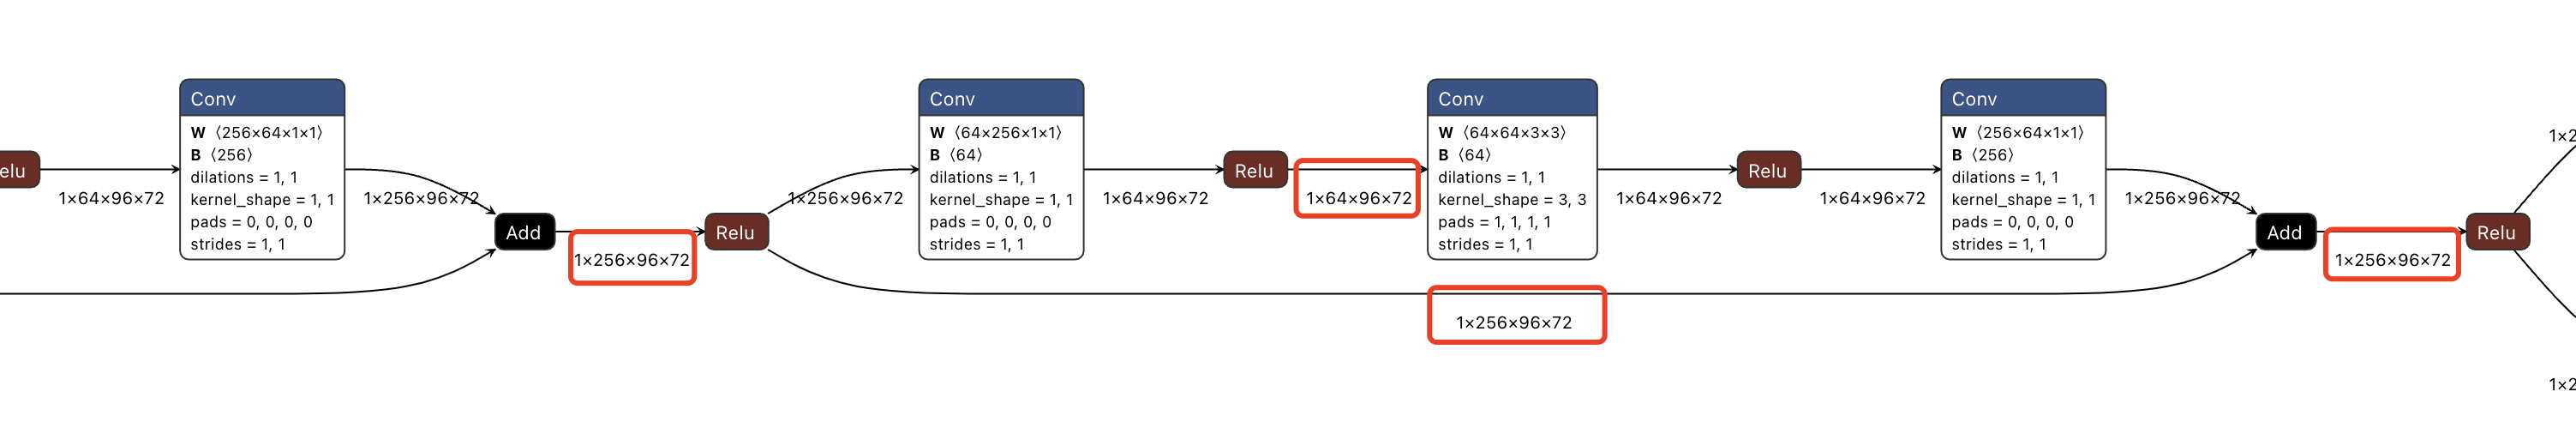 elu
1×64×96×72
Conv
W 〈256×64×1×1〉
B 〈256〉
dilations = 1, 1
kernel_shape = 1, 1
pads = 0, 0, 0, 0
strides = 1, 1
1×256×96×72
Add
1×256×96×72
Relu
1×256×96×72
Conv
W 〈64×256×1×1〉
B 〈64〉
dilations = 1, 1
kernel_shape = 1, 1
pads = 0, 0, 0, 0
strides = 1, 1
1×64×96×72
Relu
1×64×96×72
Conv
W 〈64×64×3×3〉
B 〈64〉
dilations = 1, 1
kernel_shape = 3, 3
pads = 1, 1, 1, 1
strides = 1, 1
1×64×96×72
Relu
1×64×96×72
Conv
W 〈256×64×1×1〉
B 〈256〉
dilations = 1, 1
kernel_shape = 1, 1
pads = 0, 0, 0, 0
strides = 1, 1
1×256×96×72
1×256×96×72
Add
1×256×96×72
Relu
1×2
1×2